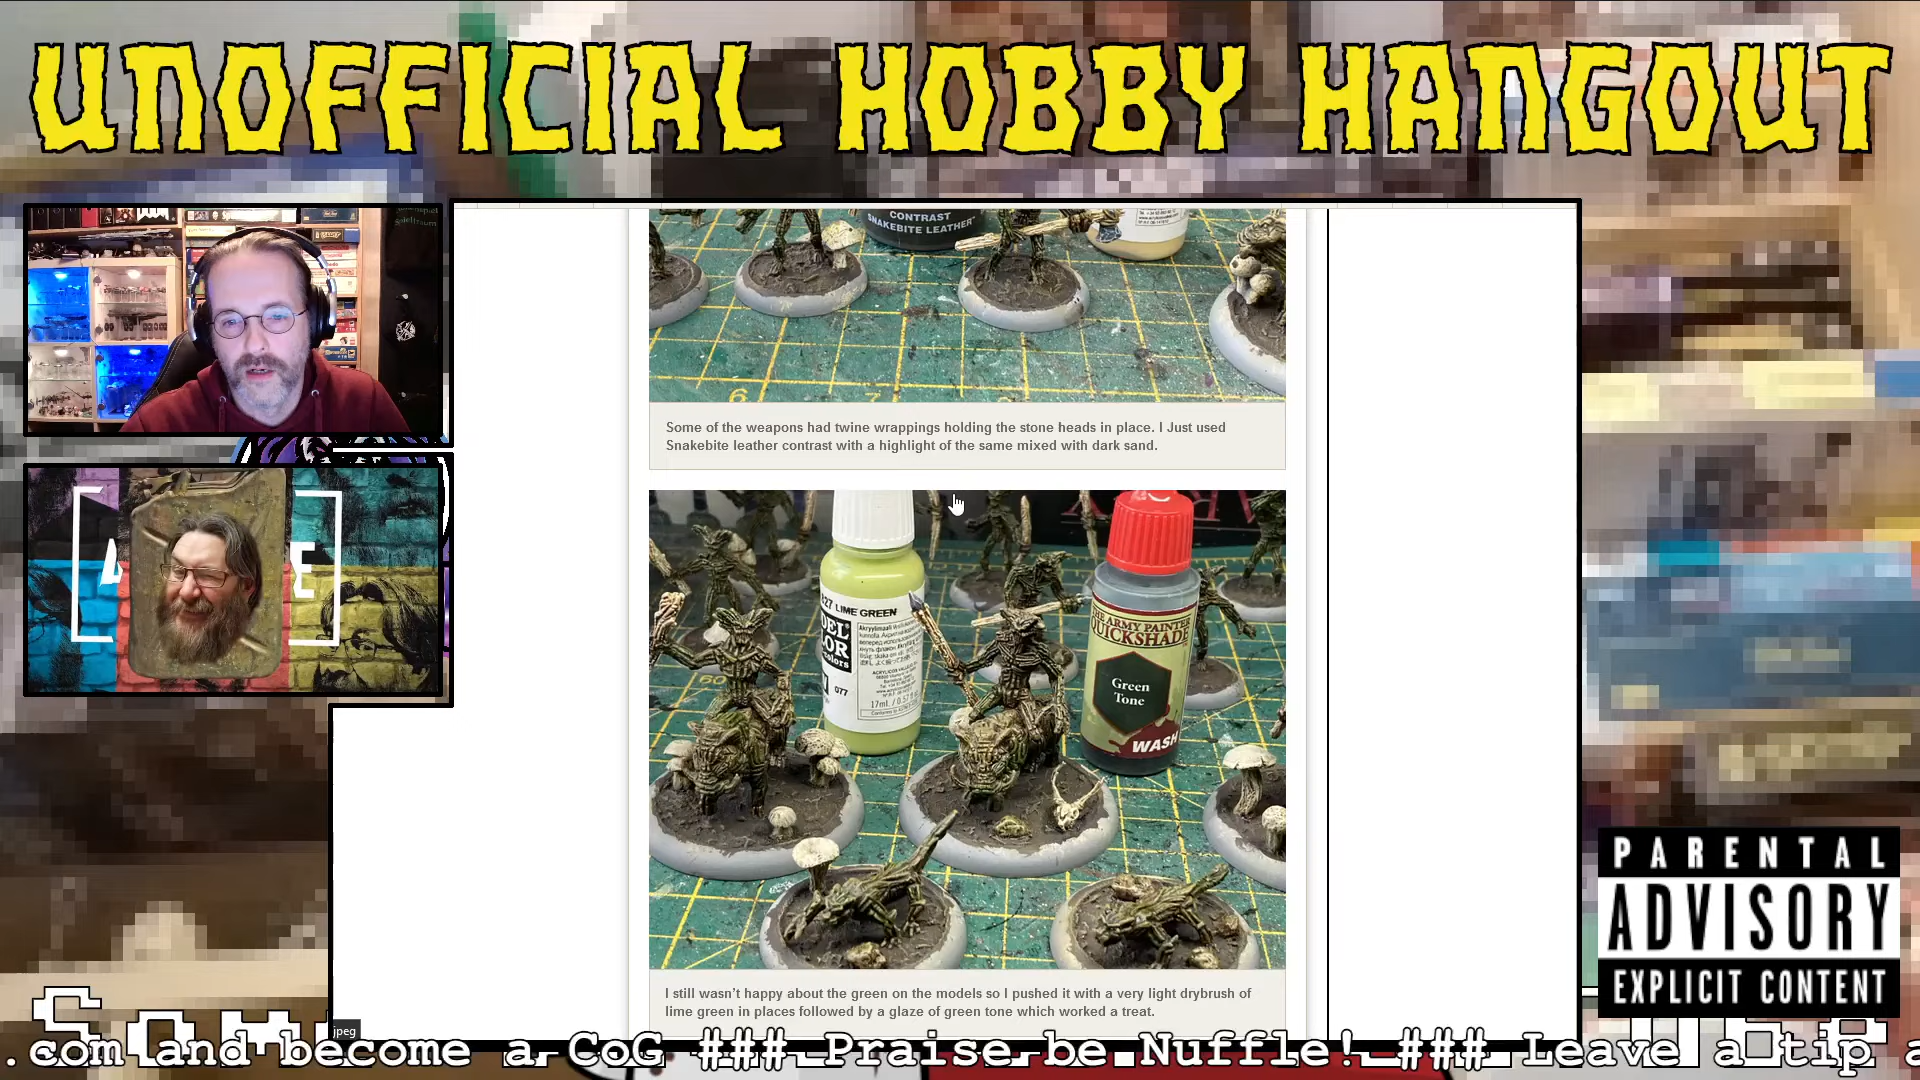 UNOFFICIAL HOBBY HANGOUT
DOOM
CONTRAST
SNAKEBITE LEATHER
Some of the weapons had twine wrappings holding the stone heads in place. I Just used
Snakebite leather contrast with a highlight of the same mixed with dark sand.
LIME GREEN
077
17ml.
THE ARMY PAINTER
QUICKSHADE
Green
Tone
WASH
I still wasn't happy about the green on the models so I pushed it with a very light drybrush of
lime green in places followed by a glaze of green tone which worked a treat.
PARENTAL
ADVISORY
EXPLICIT CONTENT
jpeg
.com and become a CoG ### Praise be Nuffle! ### Leave a tip a